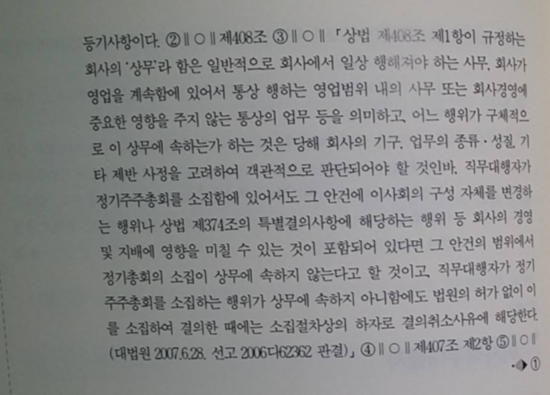 등기사항이다. ②∥○∥제408조 ③∥○∥「상법 제408조 제1항이 규정하는
회사의 '상무'라 함은 일반적으로 회사에서 일상 행해져야 하는 사무, 회사가
영업을 계속함에 있어서 통상 행하는 영업범위 내의 사무 또는 회사경영에
중요한 영향을 주지 않는 통상의 업무 등을 의미하고, 어느 행위가 구체적으
로 이 상무에 속하는가 하는 것은 당해 회사의 기구, 업무의 종류·성질, 기
타 제반 사정을 고려하여 객관적으로 판단되어야 할 것인바, 직무대행자가
정기주주총회를 소집함에 있어서도 그 안건에 이사회의 구성 자체를 변경하
는 행위나 상법 제374조의 특별결의사항에 해당하는 행위 등 회사의 경영
및 지배에 영향을 미칠 수 있는 것이 포함되어 있다면 그 안건의 범위에서
정기총회의 소집이 상무에 속하지 않는다고 할 것이고, 직무대행자가 정기
주주총회를 소집하는 행위가 상무에 속하지 아니함에도 법원의 허가 없이 이
를 소집하여 결의한 때에는 소집절차상의 하자로 결의취소사유에 해당한다.
(대법원 2007.6.28. 선고 2006다62362 판결)」 ④∥○∥제407조 제2항 ⑤∥○∥
①